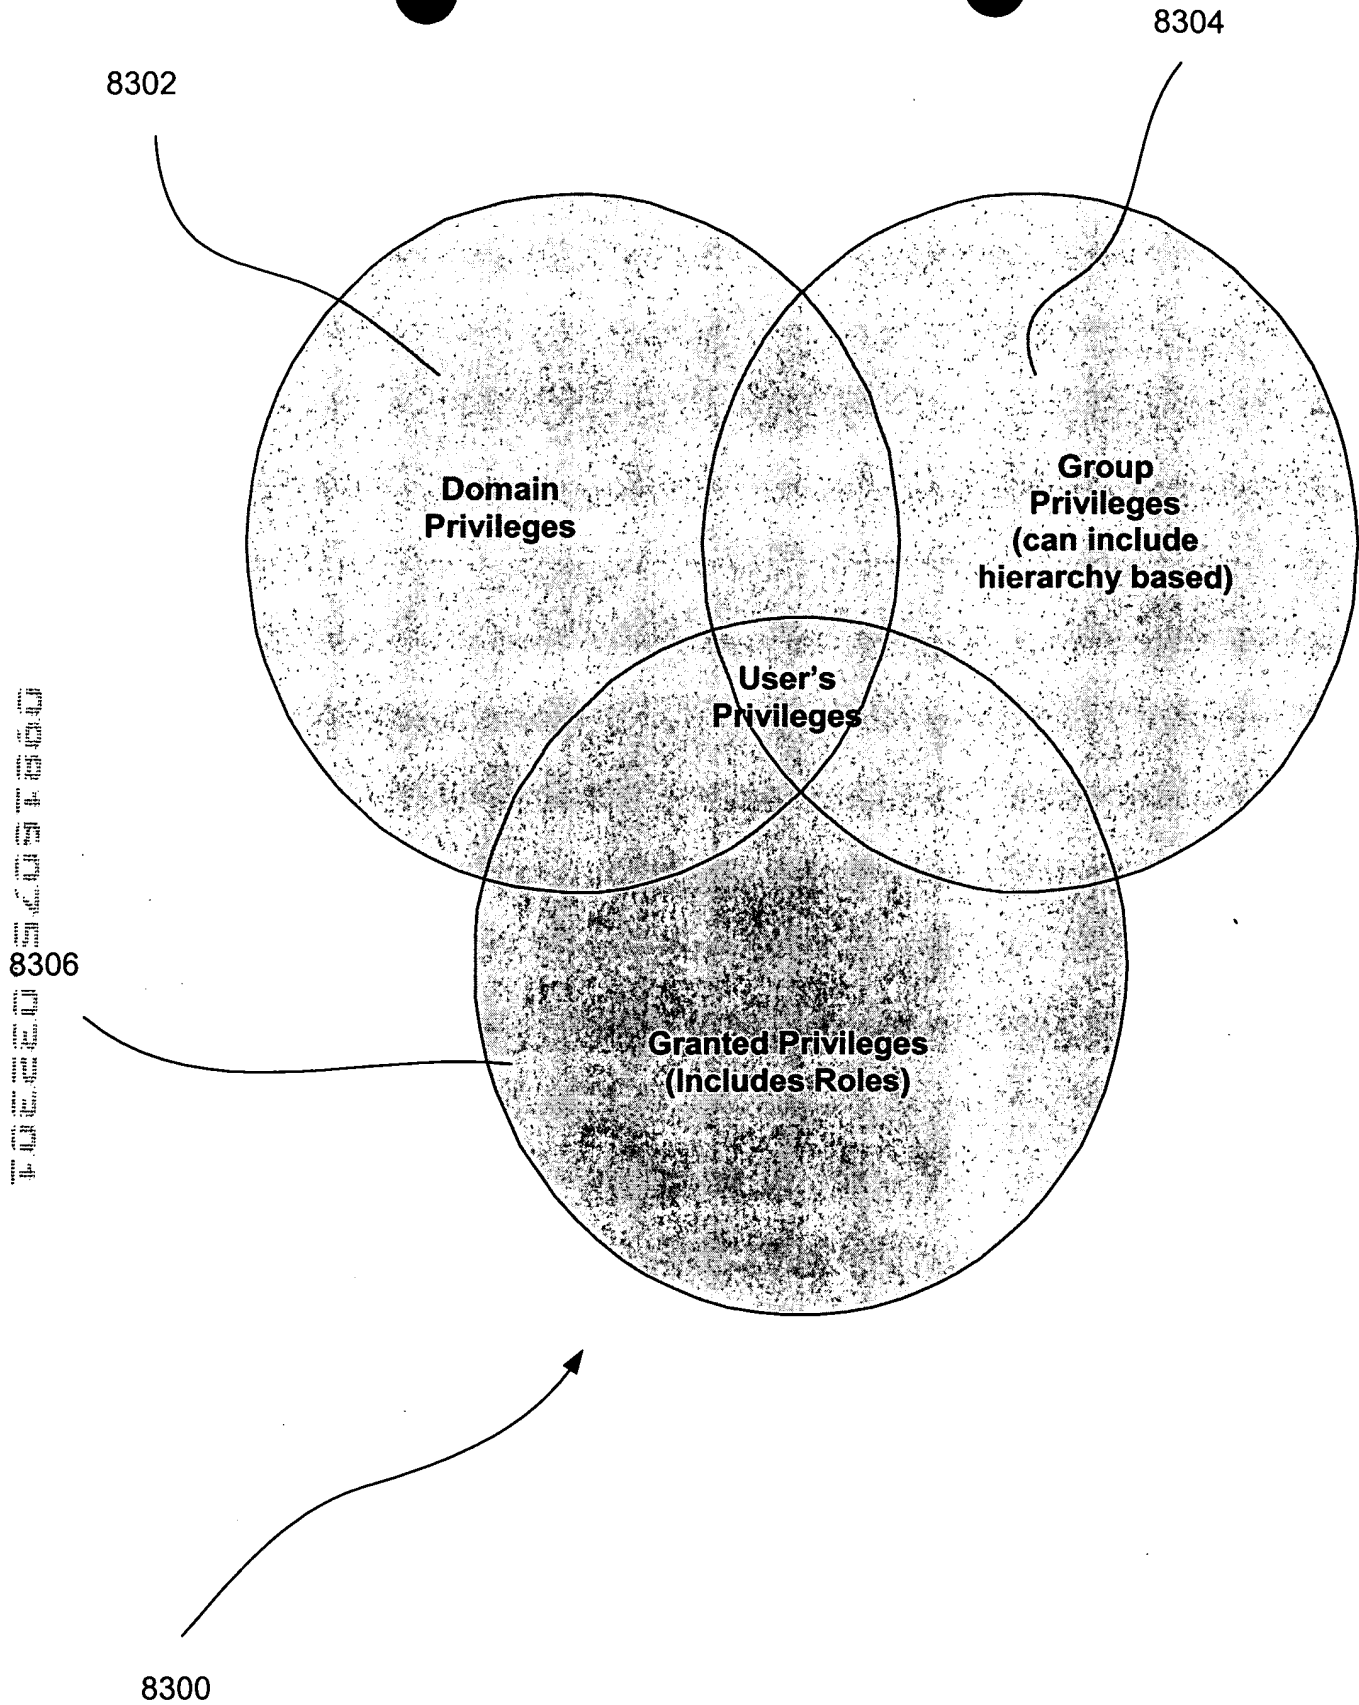 8304
8302
Domain
Privileges
Group
Privileges
(can include
hierarchy based)
User's
Privileges
8306
Granted Privileges
(Includes Roles)
8300